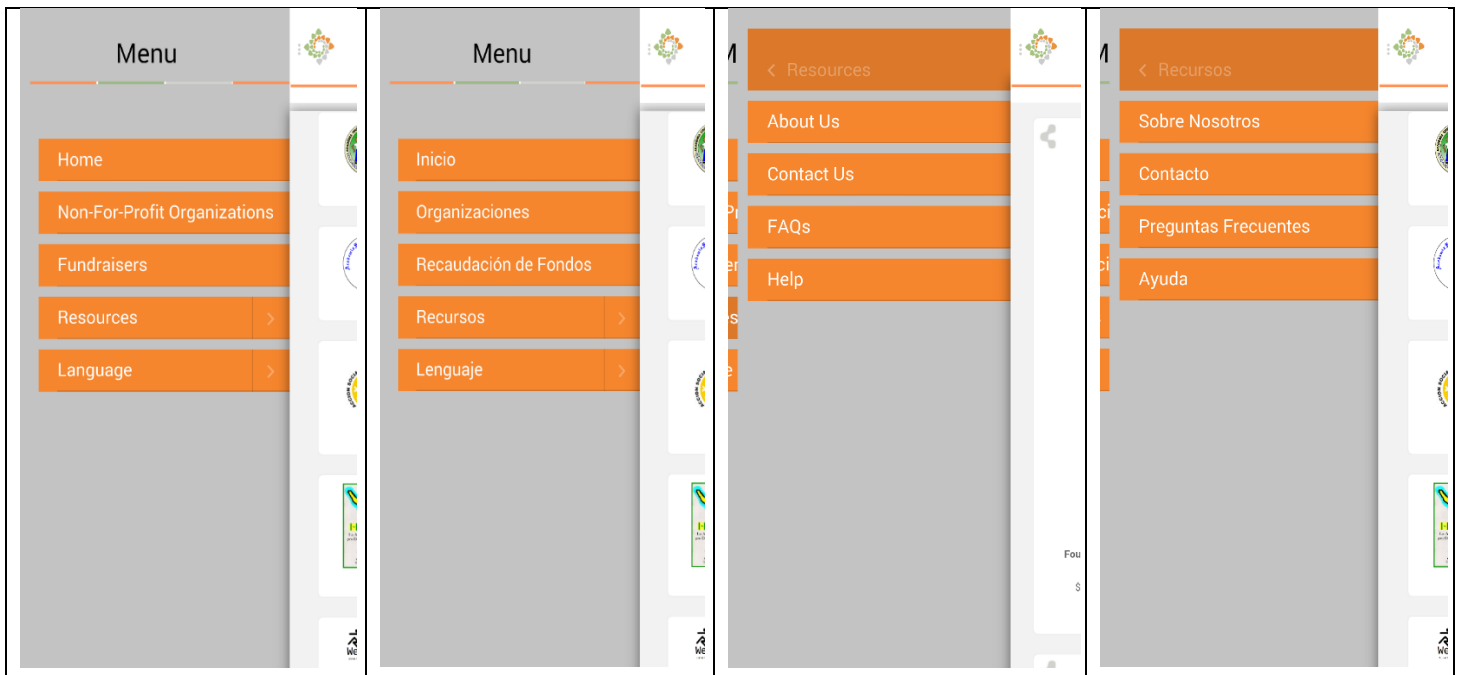 Menu
Home
Non-For-Profit Organizations
Fundraisers
Resources
Language
Menu
Inicio
Organizaciones
Recaudación de Fondos
Recursos
Lenguaje
Resources
About Us
Contact Us
FAQs
Help
Fou
$
Recursos
Sobre Nosotros
Contacto
Preguntas Frecuentes
Ayuda